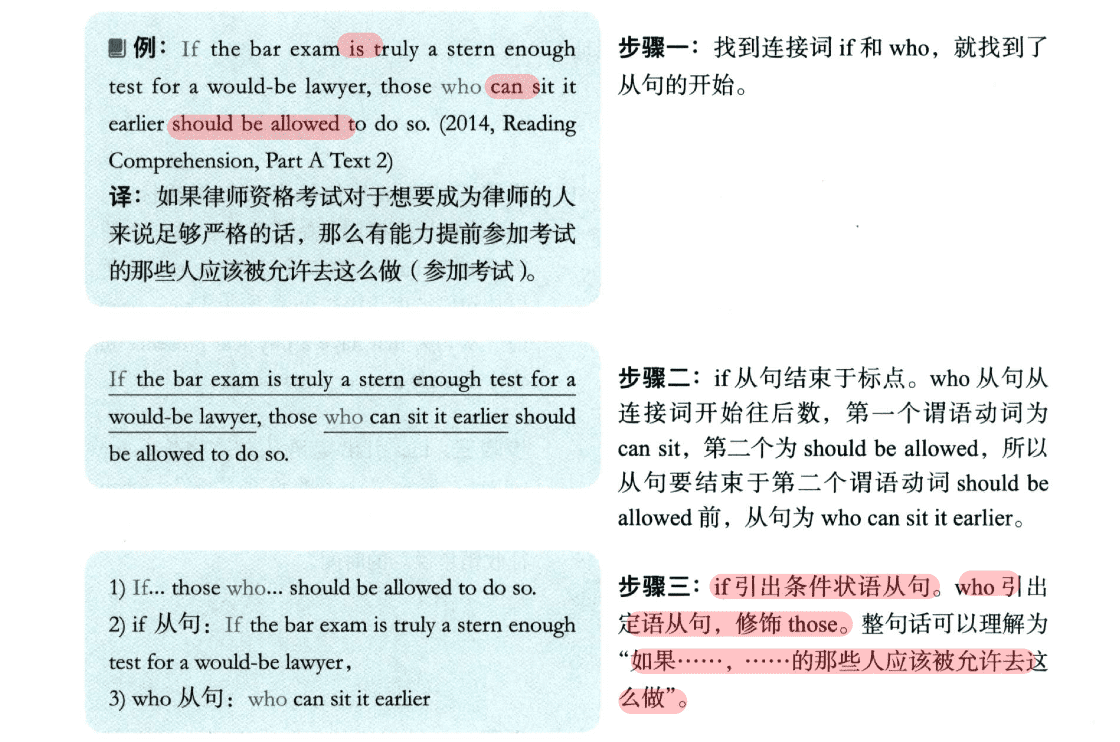 例：If the bar exam is truly a stern enough
test for a would-be lawyer, those who can sit it
earlier should be allowed to do so. (2014, Reading
Comprehension, Part A Text 2)
译：如果律师资格考试对于想要成为律师的人
来说足够严格的话，那么有能力提前参加考试
的那些人应该被允许去这么做（参加考试）。
步骤一：找到连接词 if 和 who，就找到了
从句的开始。
If the bar exam is truly a stern enough test for a
would-be lawyer, those who can sit it earlier should
be allowed to do so.
步骤二：if 从句结束于标点。who 从句从
连接词开始往后数，第一个谓语动词为
can sit，第二个为 should be allowed，所以
从句要结束于第二个谓语动词 should be
allowed 前，从句为 who can sit it earlier。
1) If... those who... should be allowed to do so.
2) if 从句：If the bar exam is truly a stern enough
test for a would-be lawyer，
3) who 从句：who can sit it earlier
步骤三：if 引出条件状语从句。who 引出
定语从句，修饰 those。整句话可以理解为
“如果……，……的那些人应该被允许去这
么做”。